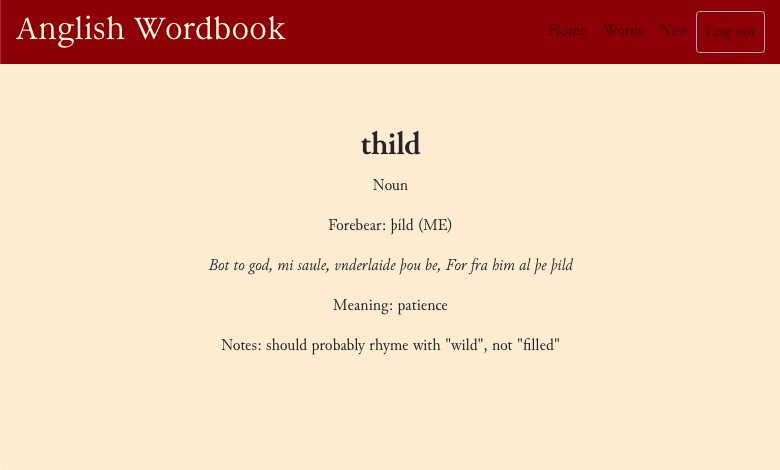 Anglish Wordbook
Home Words New Log out
thild
Noun
Forebear: þíld (ME)
Bot to god, mi saule, vnderlaide þou be, For fra him al þe þild
Meaning: patience
Notes: should probably rhyme with "wild", not "filled"